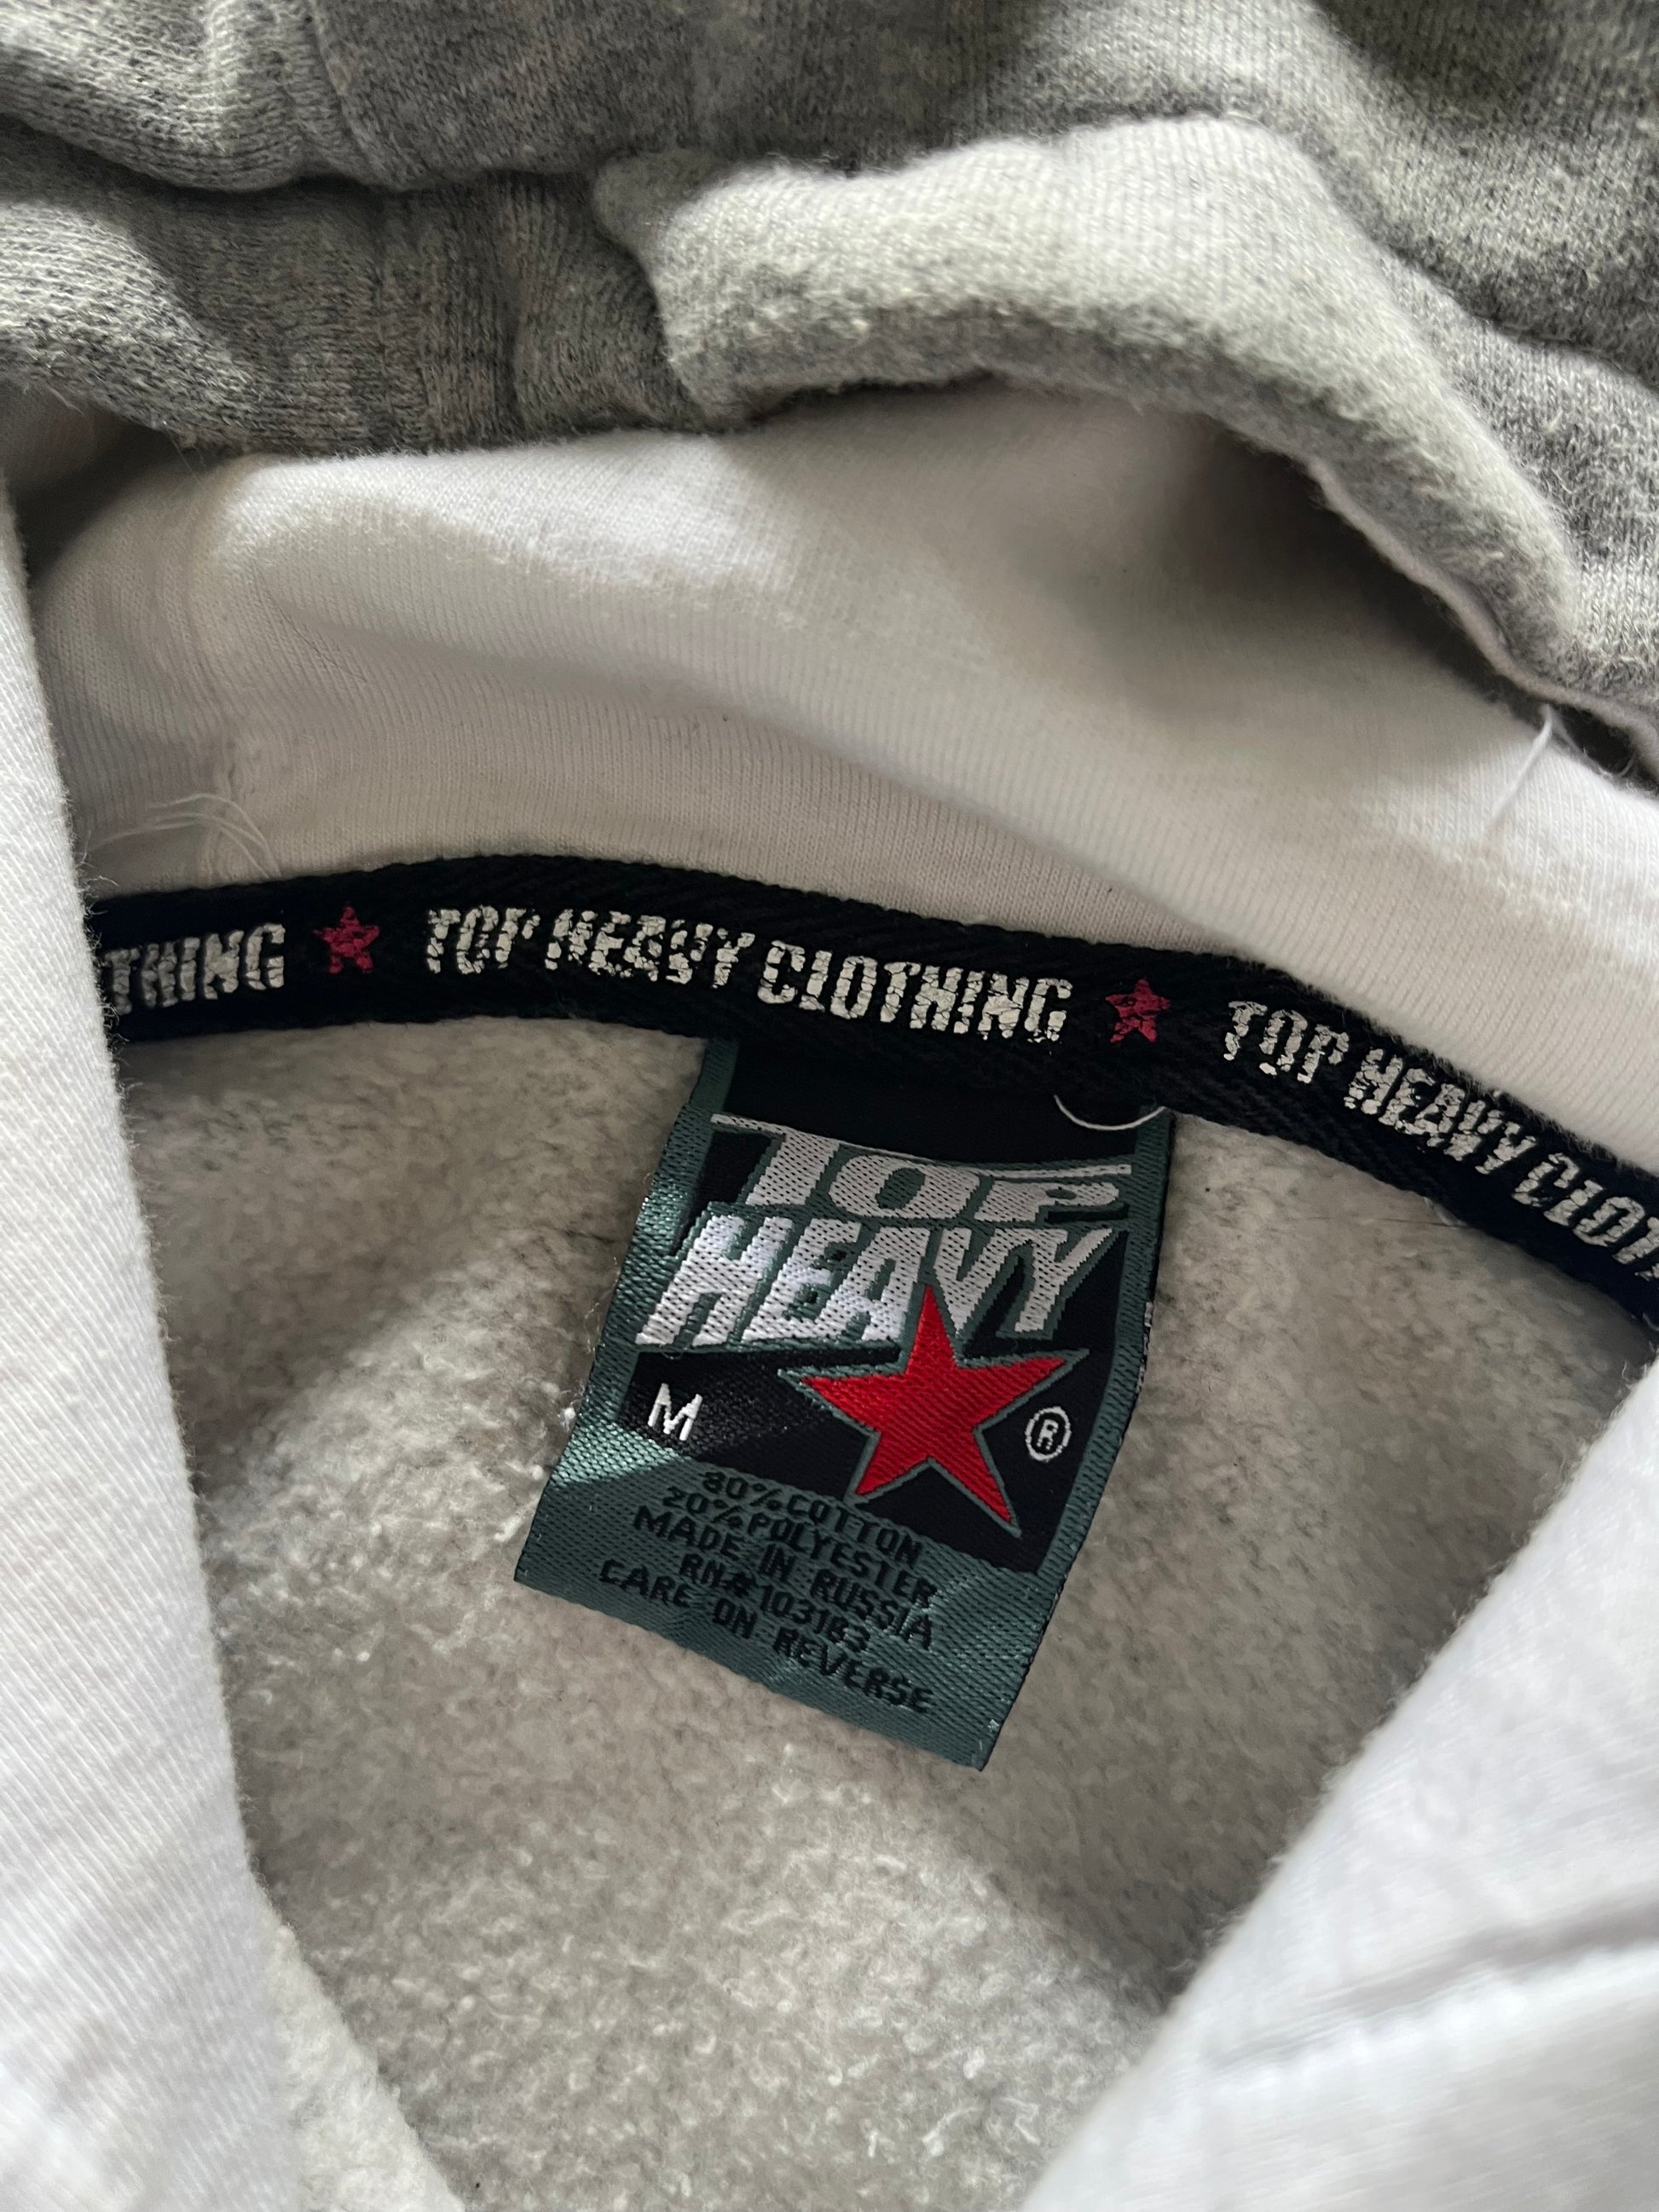 THING ★ TOP HEAVY CLOTHING ★ TOP HEAVY CLOT
TOP
HEAVY
M ®
80% COTTON
20% POLYESTER
MADE IN RUSSIA
RN#103183
CARE ON REVERSE